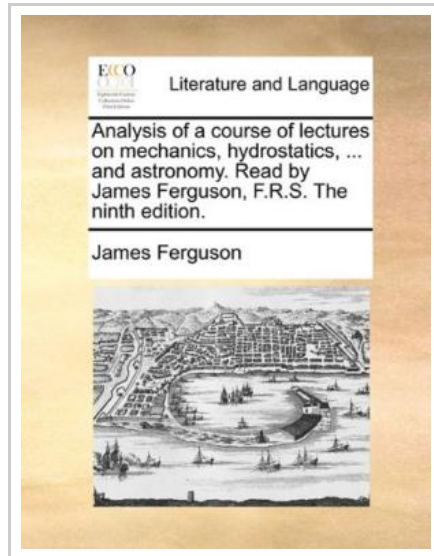 ECCO
Literature and Language
Analysis of a course of lectures
on mechanics, hydrostatics, ...
and astronomy. Read by
James Ferguson, F.R.S. The
ninth edition.
James Ferguson